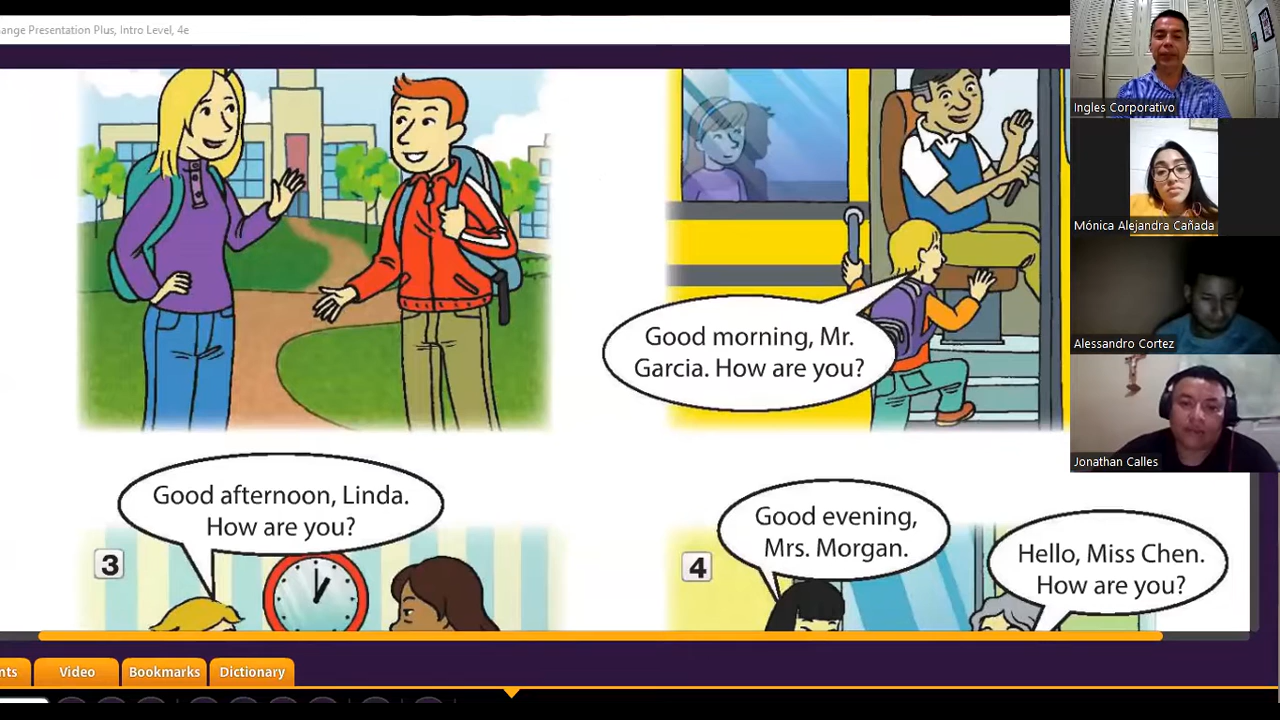 ange Presentation Plus, Intro Level, 4e
Ingles Corporativo
Mónica Alejandra Cañada
Alessandro Cortez
Jonathan Calles
Good morning, Mr.
Garcia. How are you?
Good afternoon, Linda.
How are you?
3
Good evening,
Mrs. Morgan.
4
Hello, Miss Chen.
How are you?
nts
Video
Bookmarks
Dictionary